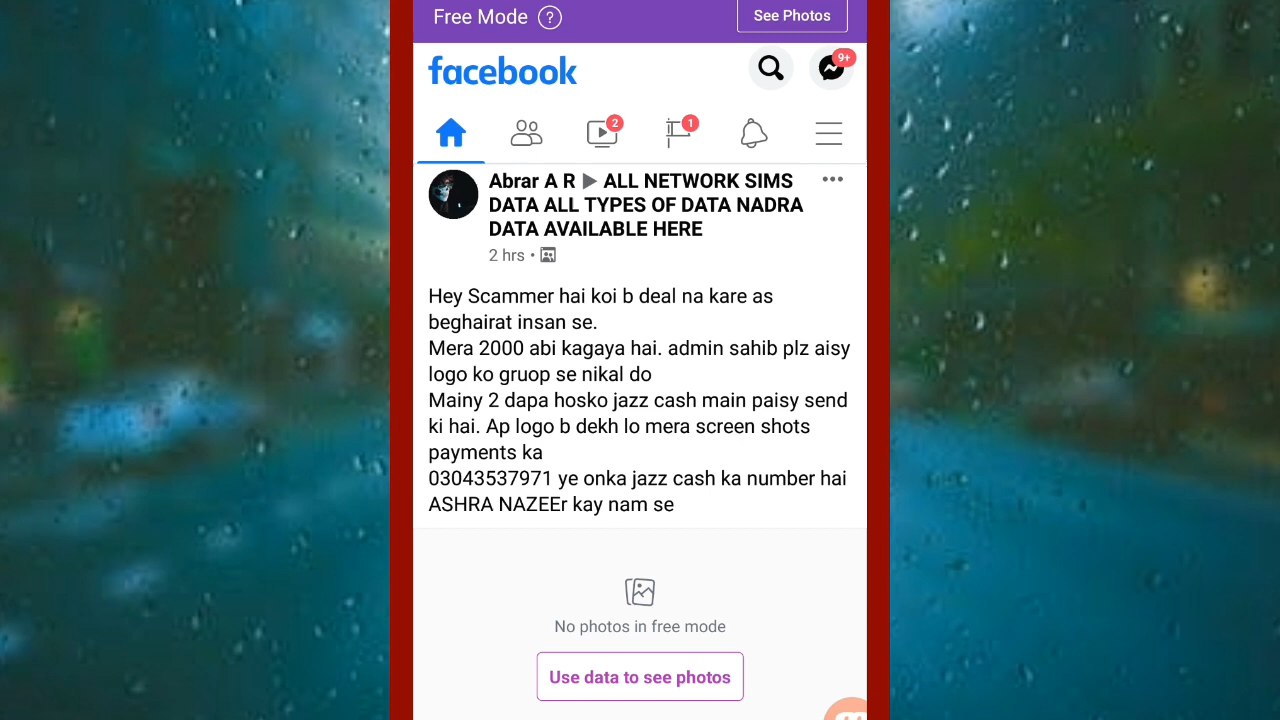 Free Mode ?
See Photos
facebook
9+
2
1
Abrar A R ▶ ALL NETWORK SIMS
DATA ALL TYPES OF DATA NADRA
DATA AVAILABLE HERE
2 hrs •
Hey Scammer hai koi b deal na kare as
beghairat insan se.
Mera 2000 abi kagaya hai. admin sahib plz aisy
logo ko gruop se nikal do
Mainy 2 dapa hosko jazz cash main paisy send
ki hai. Ap logo b dekh lo mera screen shots
payments ka
03043537971 ye onka jazz cash ka number hai
ASHRA NAZEEr kay nam se
No photos in free mode
Use data to see photos